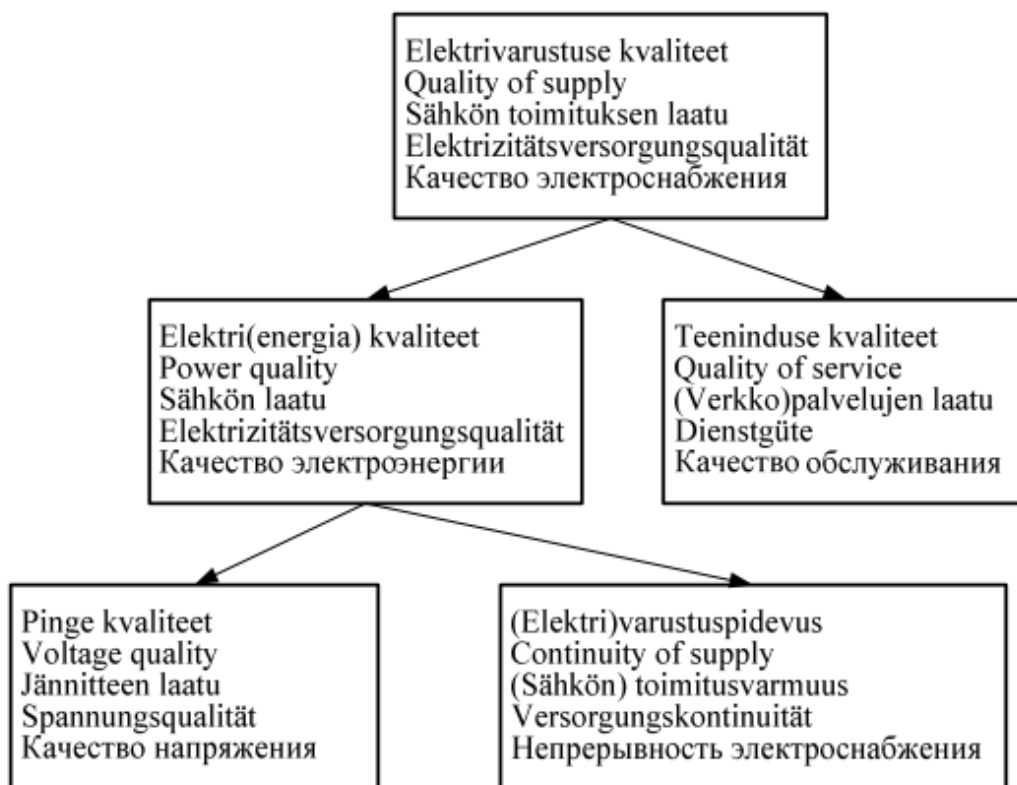 Elektrivarustuse kvaliteet
Quality of supply
Sähkön toimituksen laatu
Elektrizitätsversorgungsqualität
Качество электроснабжения
Elektri(energia) kvaliteet
Power quality
Sähkön laatu
Elektrizitätsversorgungsqualität
Качество электроэнергии
Teeninduse kvaliteet
Quality of service
(Verkko)palvelujen laatu
Dienstgüte
Качество обслуживания
Pinge kvaliteet
Voltage quality
Jännitteen laatu
Spannungsqualität
Качество напряжения
(Elektri)varustuspidevus
Continuity of supply
(Sähkön) toimitusvarmuus
Versorgungskontinuität
Непрерывность электроснабжения